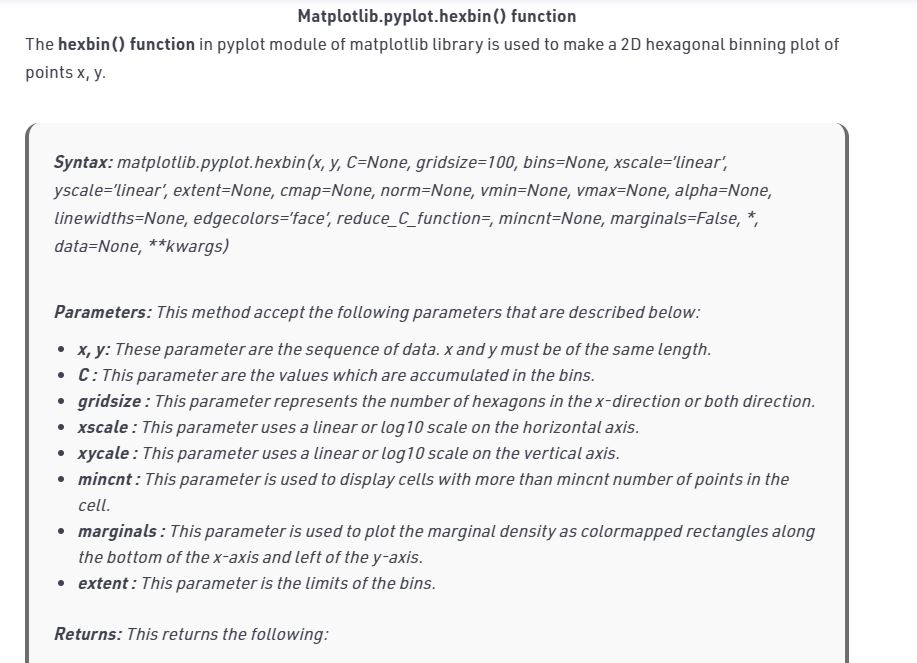 Matplotlib.pyplot.hexbin() function
The hexbin() function in pyplot module of matplotlib library is used to make a 2D hexagonal binning plot of
points x, y.
Syntax: matplotlib.pyplot.hexbin(x, y, C=None, gridsize=100, bins=None, xscale=’linear’,
yscale=’linear’, extent=None, cmap=None, norm=None, vmin=None, vmax=None, alpha=None,
linewidths=None, edgecolors=’face’, reduce_C_function=, mincnt=None, marginals=False, *,
data=None, **kwargs)
Parameters: This method accept the following parameters that are described below:
• x, y: These parameter are the sequence of data. x and y must be of the same length.
• C : This parameter are the values which are accumulated in the bins.
• gridsize : This parameter represents the number of hexagons in the x-direction or both direction.
• xscale : This parameter uses a linear or log10 scale on the horizontal axis.
• xycale : This parameter uses a linear or log10 scale on the vertical axis.
• mincnt : This parameter is used to display cells with more than mincnt number of points in the
cell.
• marginals : This parameter is used to plot the marginal density as colormapped rectangles along
the bottom of the x-axis and left of the y-axis.
• extent : This parameter is the limits of the bins.
Returns: This returns the following: